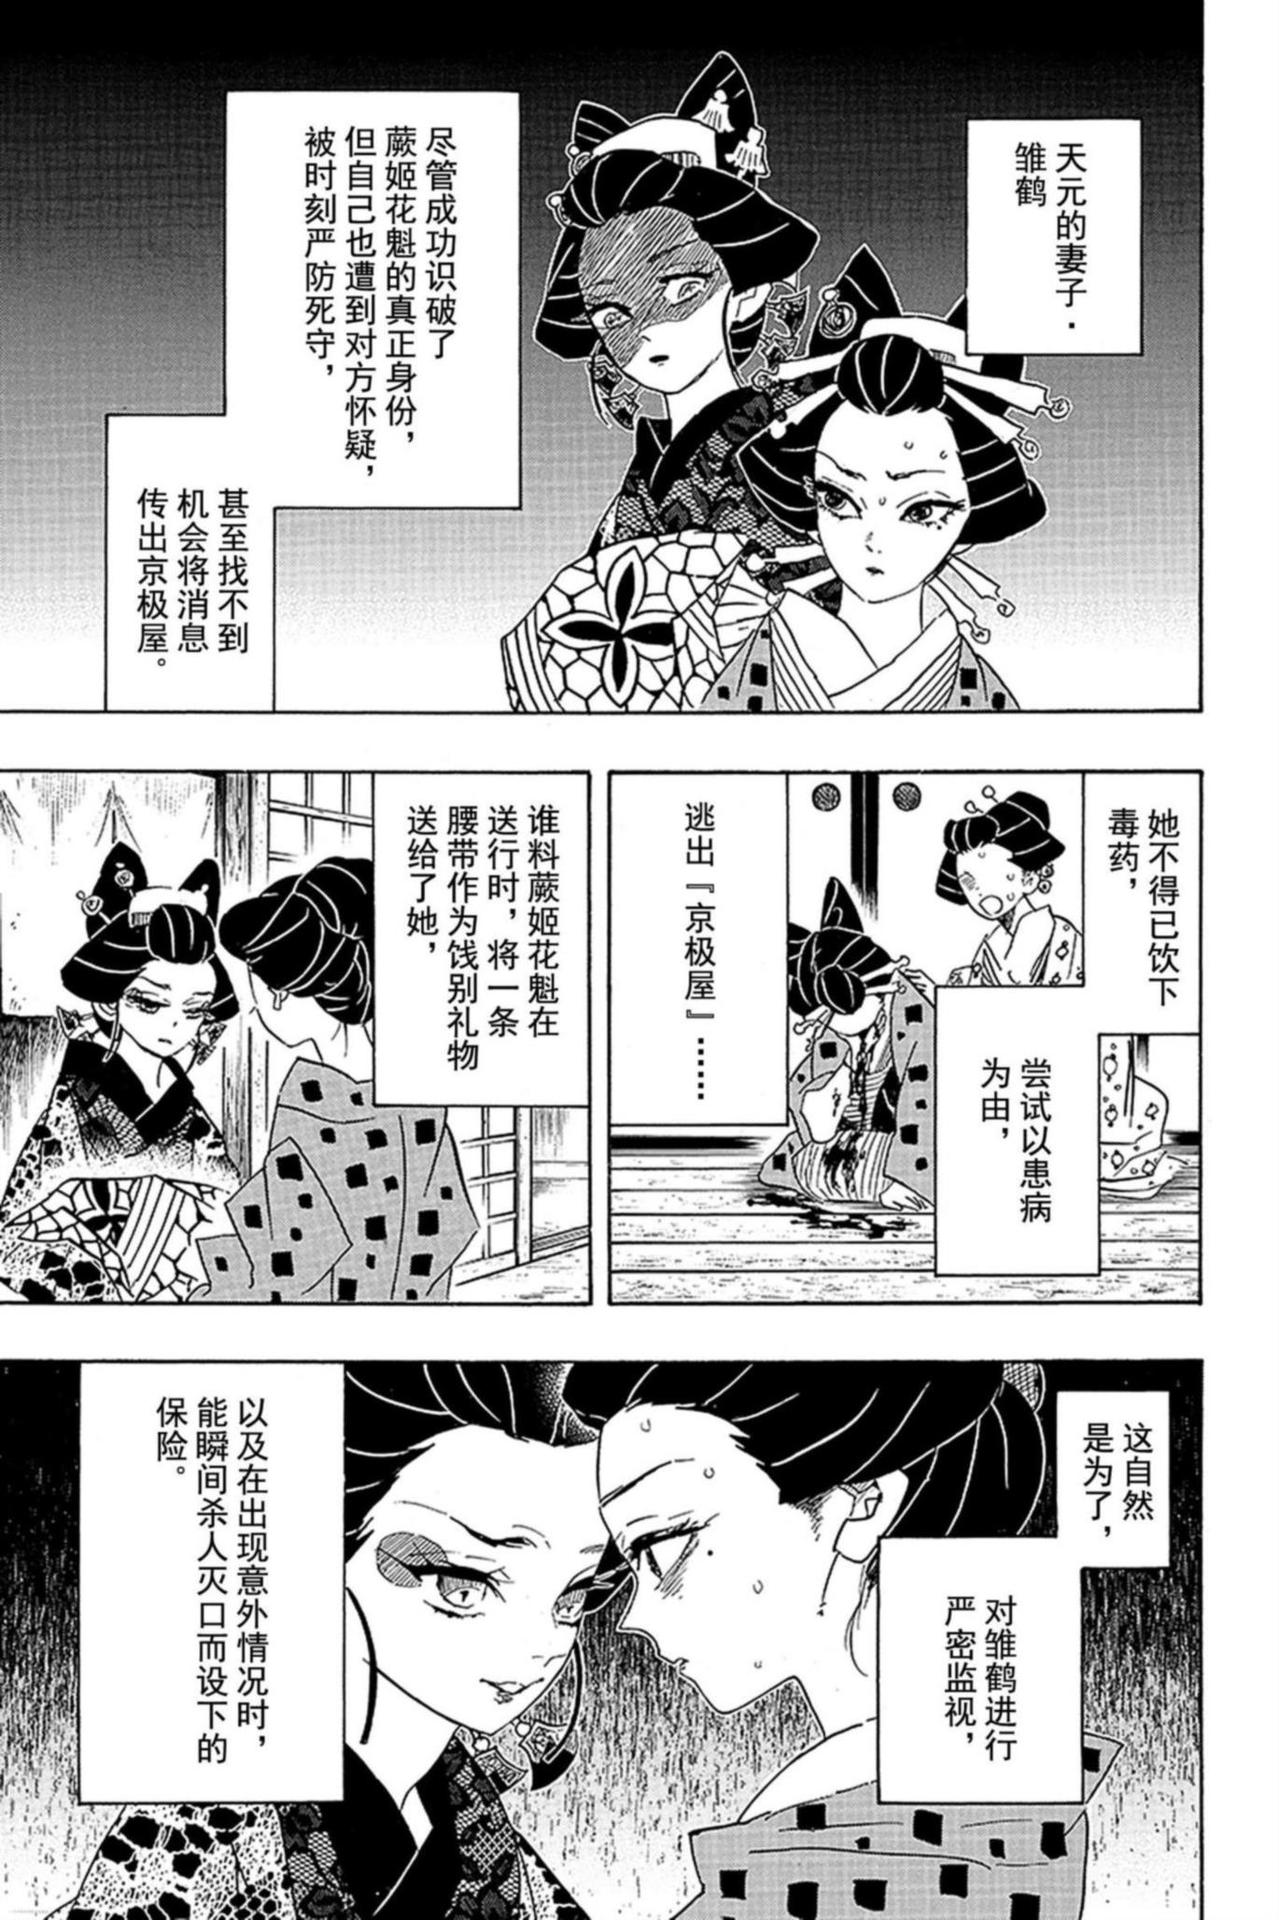 天元的妻子·
雏鹤
尽管成功识破了
蕨姬花魁的真正身份，
但自己也遭到对方怀疑，
被时刻严防死守，
甚至找不到
机会将消息
传出京极屋。
她不得已饮下
毒药，
尝试以患病
为由，
逃出『京极屋』……
谁料蕨姬花魁在
送行时，将一条
腰带作为饯别礼物
送给了她，
这自然
是为了，
对雏鹤进行
严密监视，
以及在出现意外情况时，
能瞬间杀人灭口而设下的
保险。